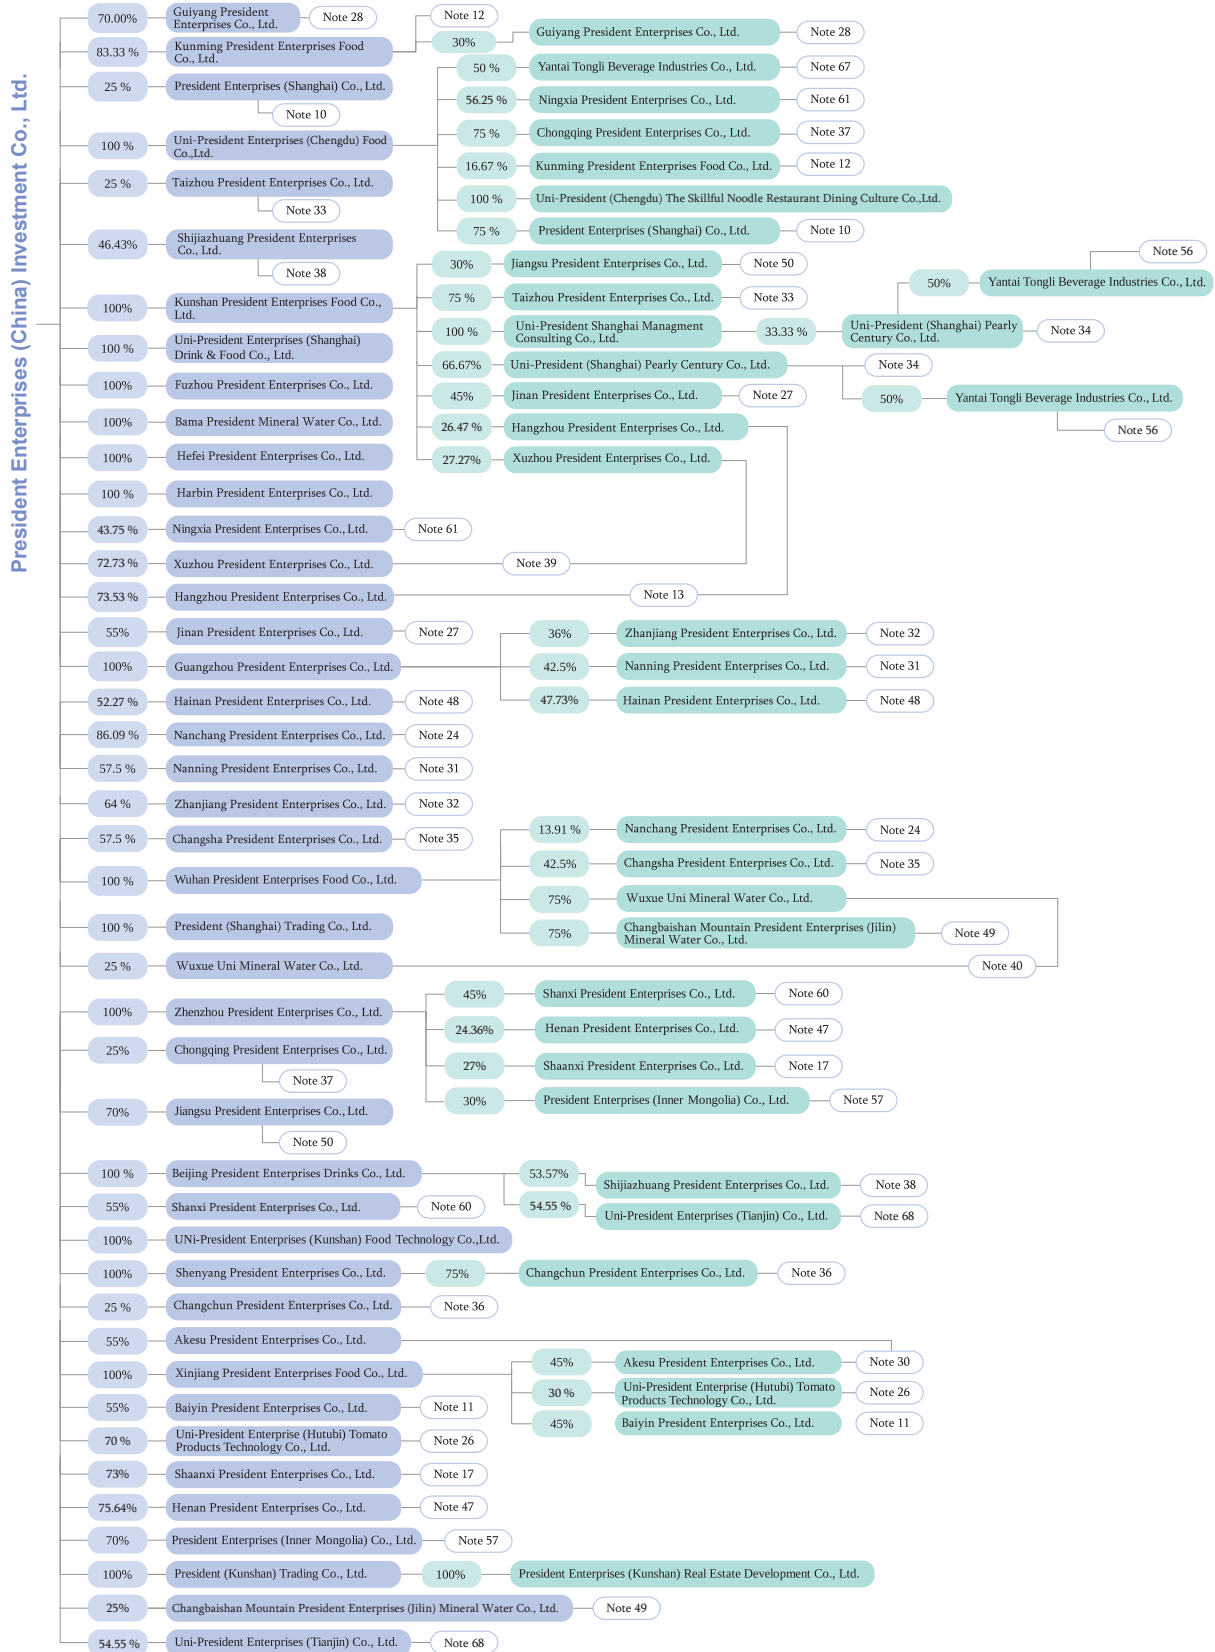 President Enterprises (China) Investment Co., Ltd.
70.00%
Guiyang President
Enterprises Co., Ltd.
Note 28
Note 12
83.33 %
Kunming President Enterprises Food
Co., Ltd.
30%
Guiyang President Enterprises Co., Ltd.
Note 28
50 %
Yantai Tongli Beverage Industries Co., Ltd.
Note 67
25 %
President Enterprises (Shanghai) Co., Ltd.
Note 10
56.25 %
Ningxia President Enterprises Co., Ltd.
Note 61
75 %
Chongqing President Enterprises Co., Ltd.
Note 37
100 %
Uni-President Enterprises (Chengdu) Food
Co.,Ltd.
16.67 %
Kunming President Enterprises Food Co., Ltd.
Note 12
25 %
Taizhou President Enterprises Co., Ltd.
Note 33
100 %
Uni-President (Chengdu) The Skillful Noodle Restaurant Dining Culture Co.,Ltd.
75 %
President Enterprises (Shanghai) Co., Ltd.
Note 10
46.43%
Shijiazhuang President Enterprises
Co., Ltd.
Note 38
30%
Jiangsu President Enterprises Co., Ltd.
Note 50
Note 56
50%
Yantai Tongli Beverage Industries Co., Ltd.
100%
Kunshan President Enterprises Food Co.,
Ltd.
75 %
Taizhou President Enterprises Co., Ltd.
Note 33
100 %
Uni-President Shanghai Managment
Consulting Co., Ltd.
33.33 %
Uni-President (Shanghai) Pearly
Century Co., Ltd.
Note 34
100 %
Uni-President Enterprises (Shanghai)
Drink & Food Co., Ltd.
66.67%
Uni-President (Shanghai) Pearly Century Co., Ltd.
Note 34
100%
Fuzhou President Enterprises Co., Ltd.
45%
Jinan President Enterprises Co., Ltd.
Note 27
50%
Yantai Tongli Beverage Industries Co., Ltd.
Note 56
100%
Bama President Mineral Water Co., Ltd.
26.47 %
Hangzhou President Enterprises Co., Ltd.
100%
Hefei President Enterprises Co., Ltd.
27.27%
Xuzhou President Enterprises Co., Ltd.
100 %
Harbin President Enterprises Co., Ltd.
43.75 %
Ningxia President Enterprises Co., Ltd.
Note 61
72.73 %
Xuzhou President Enterprises Co., Ltd.
Note 39
73.53 %
Hangzhou President Enterprises Co., Ltd.
Note 13
55%
Jinan President Enterprises Co., Ltd.
Note 27
36%
Zhanjiang President Enterprises Co., Ltd.
Note 32
100%
Guangzhou President Enterprises Co., Ltd.
42.5%
Nanning President Enterprises Co., Ltd.
Note 31
52.27 %
Hainan President Enterprises Co., Ltd.
Note 48
47.73%
Hainan President Enterprises Co., Ltd.
Note 48
86.09 %
Nanchang President Enterprises Co., Ltd.
Note 24
57.5 %
Nanning President Enterprises Co., Ltd.
Note 31
64 %
Zhanjiang President Enterprises Co., Ltd.
Note 32
57.5 %
Changsha President Enterprises Co., Ltd.
Note 35
13.91 %
Nanchang President Enterprises Co., Ltd.
Note 24
42.5%
Changsha President Enterprises Co., Ltd.
Note 35
100 %
Wuhan President Enterprises Food Co., Ltd.
75%
Wuxue Uni Mineral Water Co., Ltd.
100 %
President (Shanghai) Trading Co., Ltd.
75%
Changbaishan Mountain President Enterprises (Jilin)
Mineral Water Co., Ltd.
Note 49
25 %
Wuxue Uni Mineral Water Co., Ltd.
Note 40
45%
Shanxi President Enterprises Co., Ltd.
Note 60
100%
Zhenzhou President Enterprises Co., Ltd.
24.36%
Henan President Enterprises Co., Ltd.
Note 47
25%
Chongqing President Enterprises Co., Ltd.
Note 37
27%
Shaanxi President Enterprises Co., Ltd.
Note 17
30%
President Enterprises (Inner Mongolia) Co., Ltd.
Note 57
70%
Jiangsu President Enterprises Co., Ltd.
Note 50
100 %
Beijing President Enterprises Drinks Co., Ltd.
53.57%
Shijiazhuang President Enterprises Co., Ltd.
Note 38
55%
Shanxi President Enterprises Co., Ltd.
Note 60
54.55 %
Uni-President Enterprises (Tianjin) Co., Ltd.
Note 68
100%
UNi-President Enterprises (Kunshan) Food Technology Co.,Ltd.
100%
Shenyang President Enterprises Co., Ltd.
75%
Changchun President Enterprises Co., Ltd.
Note 36
25 %
Changchun President Enterprises Co., Ltd.
Note 36
55%
Akesu President Enterprises Co., Ltd.
45%
Akesu President Enterprises Co., Ltd.
Note 30
100%
Xinjiang President Enterprises Food Co., Ltd.
30 %
Uni-President Enterprise (Hutubi) Tomato
Products Technology Co., Ltd.
Note 26
55%
Baiyin President Enterprises Co., Ltd.
Note 11
45%
Baiyin President Enterprises Co., Ltd.
Note 11
70 %
Uni-President Enterprise (Hutubi) Tomato
Products Technology Co., Ltd.
Note 26
73%
Shaanxi President Enterprises Co., Ltd.
Note 17
75.64%
Henan President Enterprises Co., Ltd.
Note 47
70%
President Enterprises (Inner Mongolia) Co., Ltd.
Note 57
100%
President (Kunshan) Trading Co., Ltd.
100%
President Enterprises (Kunshan) Real Estate Development Co., Ltd.
25%
Changbaishan Mountain President Enterprises (Jilin) Mineral Water Co., Ltd.
Note 49
54.55 %
Uni-President Enterprises (Tianjin) Co., Ltd.
Note 68